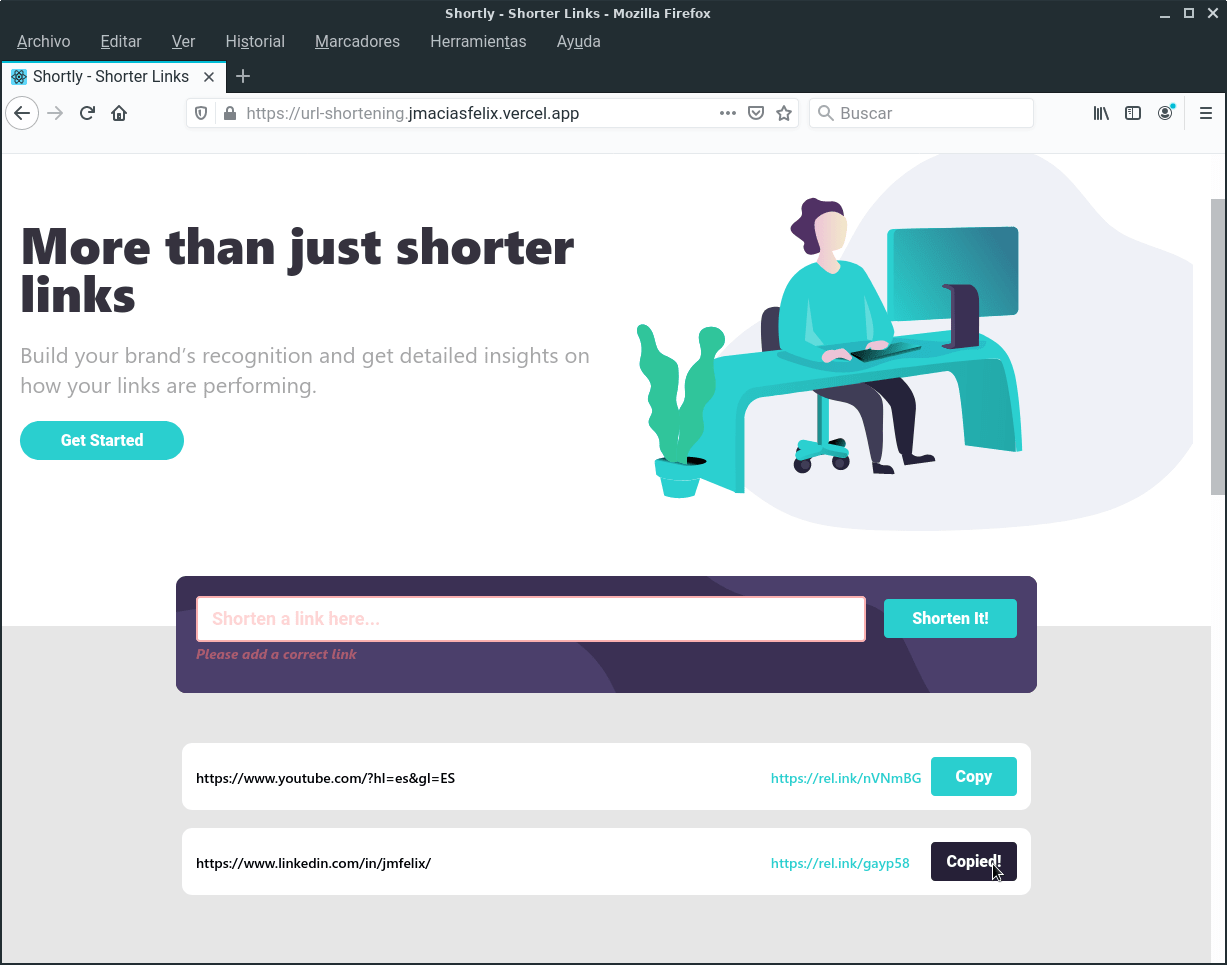 Shortly - Shorter Links - Mozilla Firefox
Archivo Editar Ver Historial Marcadores Herramientas Ayuda
Shortly - Shorter Links
https://url-shortening.jmaciasfelix.vercel.app
Buscar
More than just shorter
links
Build your brand’s recognition and get detailed insights on
how your links are performing.
Get Started
Shorten a link here...
Shorten It!
Please add a correct link
https://www.youtube.com/?hl=es&gl=ES https://rel.ink/nVNmBG Copy
https://www.linkedin.com/in/jmfelix/ https://rel.ink/gayp58 Copied!